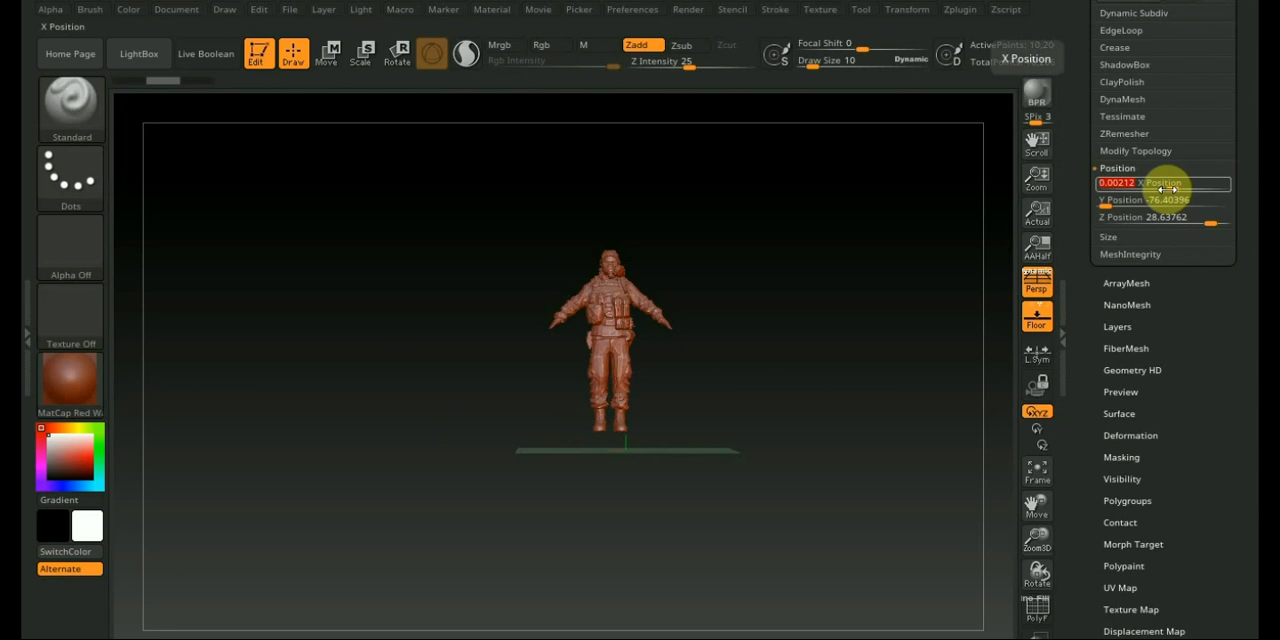 Alpha Brush Color Document Draw Edit File Layer Light Macro Marker Material Movie Picker Preferences Render Stencil Stroke Texture Tool Transform Zplugin Zscript
X Position
Home Page
LightBox
Live Boolean
Edit
Draw
Move
Scale
Rotate
Mrgb Rgb M
Rgb Intensity
Zadd Zsub Zcut
Z Intensity 25
S
Focal Shift 0
Draw Size 10 Dynamic
D
ActivePoints: 10,20
X Position
Standard
Dots
Alpha Off
Texture Off
MatCap Red Wa
Gradient
SwitchColor
Alternate
BPR
SPix 3
Scroll
Zoom
Actual
AAHalf
Persp
Floor
L.Sym
XYZ
Y
Z
Frame
Move
Zoom3D
Rotate
PolyF
Dynamic Subdiv
EdgeLoop
Crease
ShadowBox
ClayPolish
DynaMesh
Tessimate
ZRemesher
Modify Topology
Position
0.00212 X Position
Y Position -76.40396
Z Position 28.63762
Size
MeshIntegrity
ArrayMesh
NanoMesh
Layers
FiberMesh
Geometry HD
Preview
Surface
Deformation
Masking
Visibility
Polygroups
Contact
Morph Target
Polypaint
UV Map
Texture Map
Displacement Map